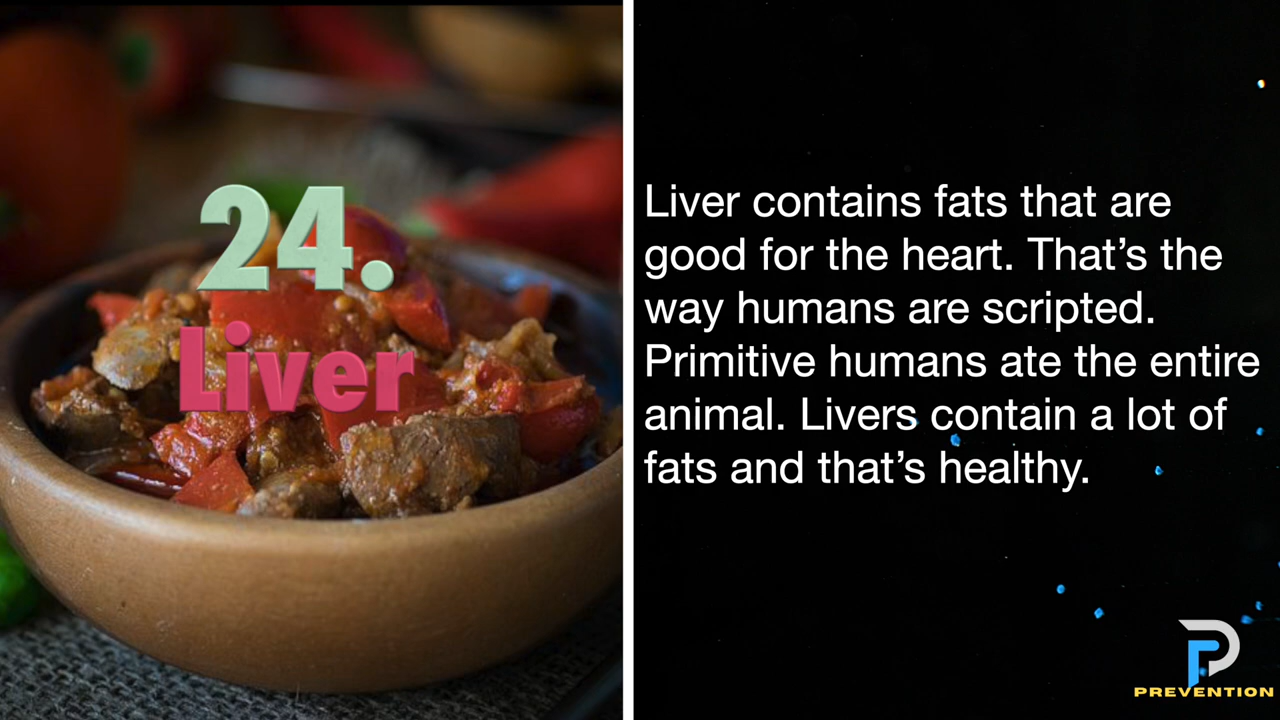 24.
Liver
Liver contains fats that are
good for the heart. That’s the
way humans are scripted.
Primitive humans ate the entire
animal. Livers contain a lot of
fats and that’s healthy.
PREVENTION